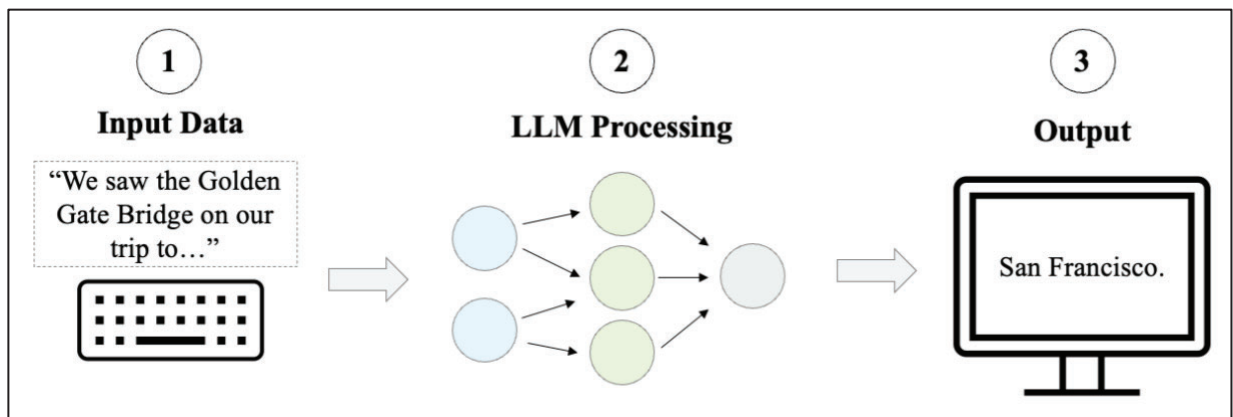 1
Input Data
“We saw the Golden
Gate Bridge on our
trip to…”
2
LLM Processing
3
Output
San Francisco.